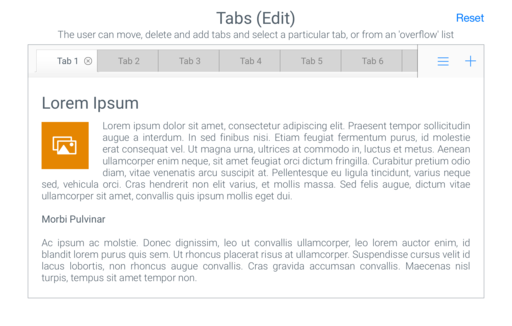 Tabs (Edit)
Reset
The user can move, delete and add tabs and select a particular tab, or from an 'overflow' list
Tab 1 Tab 2 Tab 3 Tab 4 Tab 5 Tab 6
Lorem Ipsum
Lorem ipsum dolor sit amet, consectetur adipiscing elit. Praesent tempor sollicitudin
augue a interdum. In sed finibus nisi. Etiam feugiat fermentum purus, id molestie
erat consequat vel. Ut magna urna, ultrices at commodo in, luctus et metus. Aenean
ullamcorper enim neque, sit amet feugiat orci dictum fringilla. Curabitur pretium odio
diam, vitae venenatis arcu suscipit at. Pellentesque eu ligula tincidunt, varius neque
sed, vehicula orci. Cras hendrerit non elit varius, et mollis massa. Sed felis augue, dictum vitae
ullamcorper sit amet, convallis quis ipsum mollis eget dui.
Morbi Pulvinar
Ac ipsum ac molstie. Donec dignissim, leo ut convallis ullamcorper, leo lorem auctor enim, id
blandit lorem purus quis sem. Ut rhoncus placerat risus at ullamcorper. Suspendisse cursus velit id
lacus lobortis, non rhoncus augue convallis. Cras gravida accumsan convallis. Maecenas nisl
turpis, tempus sit amet tempor non.